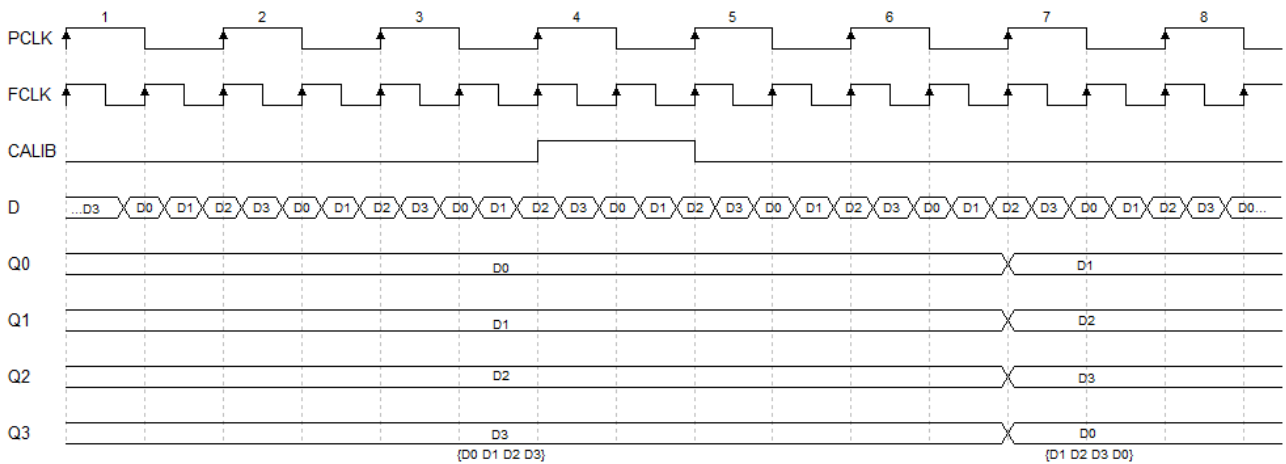 1 2 3 4 5 6 7 8
PCLK
FCLK
CALIB
D ...D3 D0 D1 D2 D3 D0 D1 D2 D3 D0 D1 D2 D3 D0 D1 D2 D3 D0 D1 D2 D3 D0 D1 D2 D3 D0 D1 D2 D3 D0...
Q0 D0 D1
Q1 D1 D2
Q2 D2 D3
Q3 D3 D0
{D0 D1 D2 D3} {D1 D2 D3 D0}